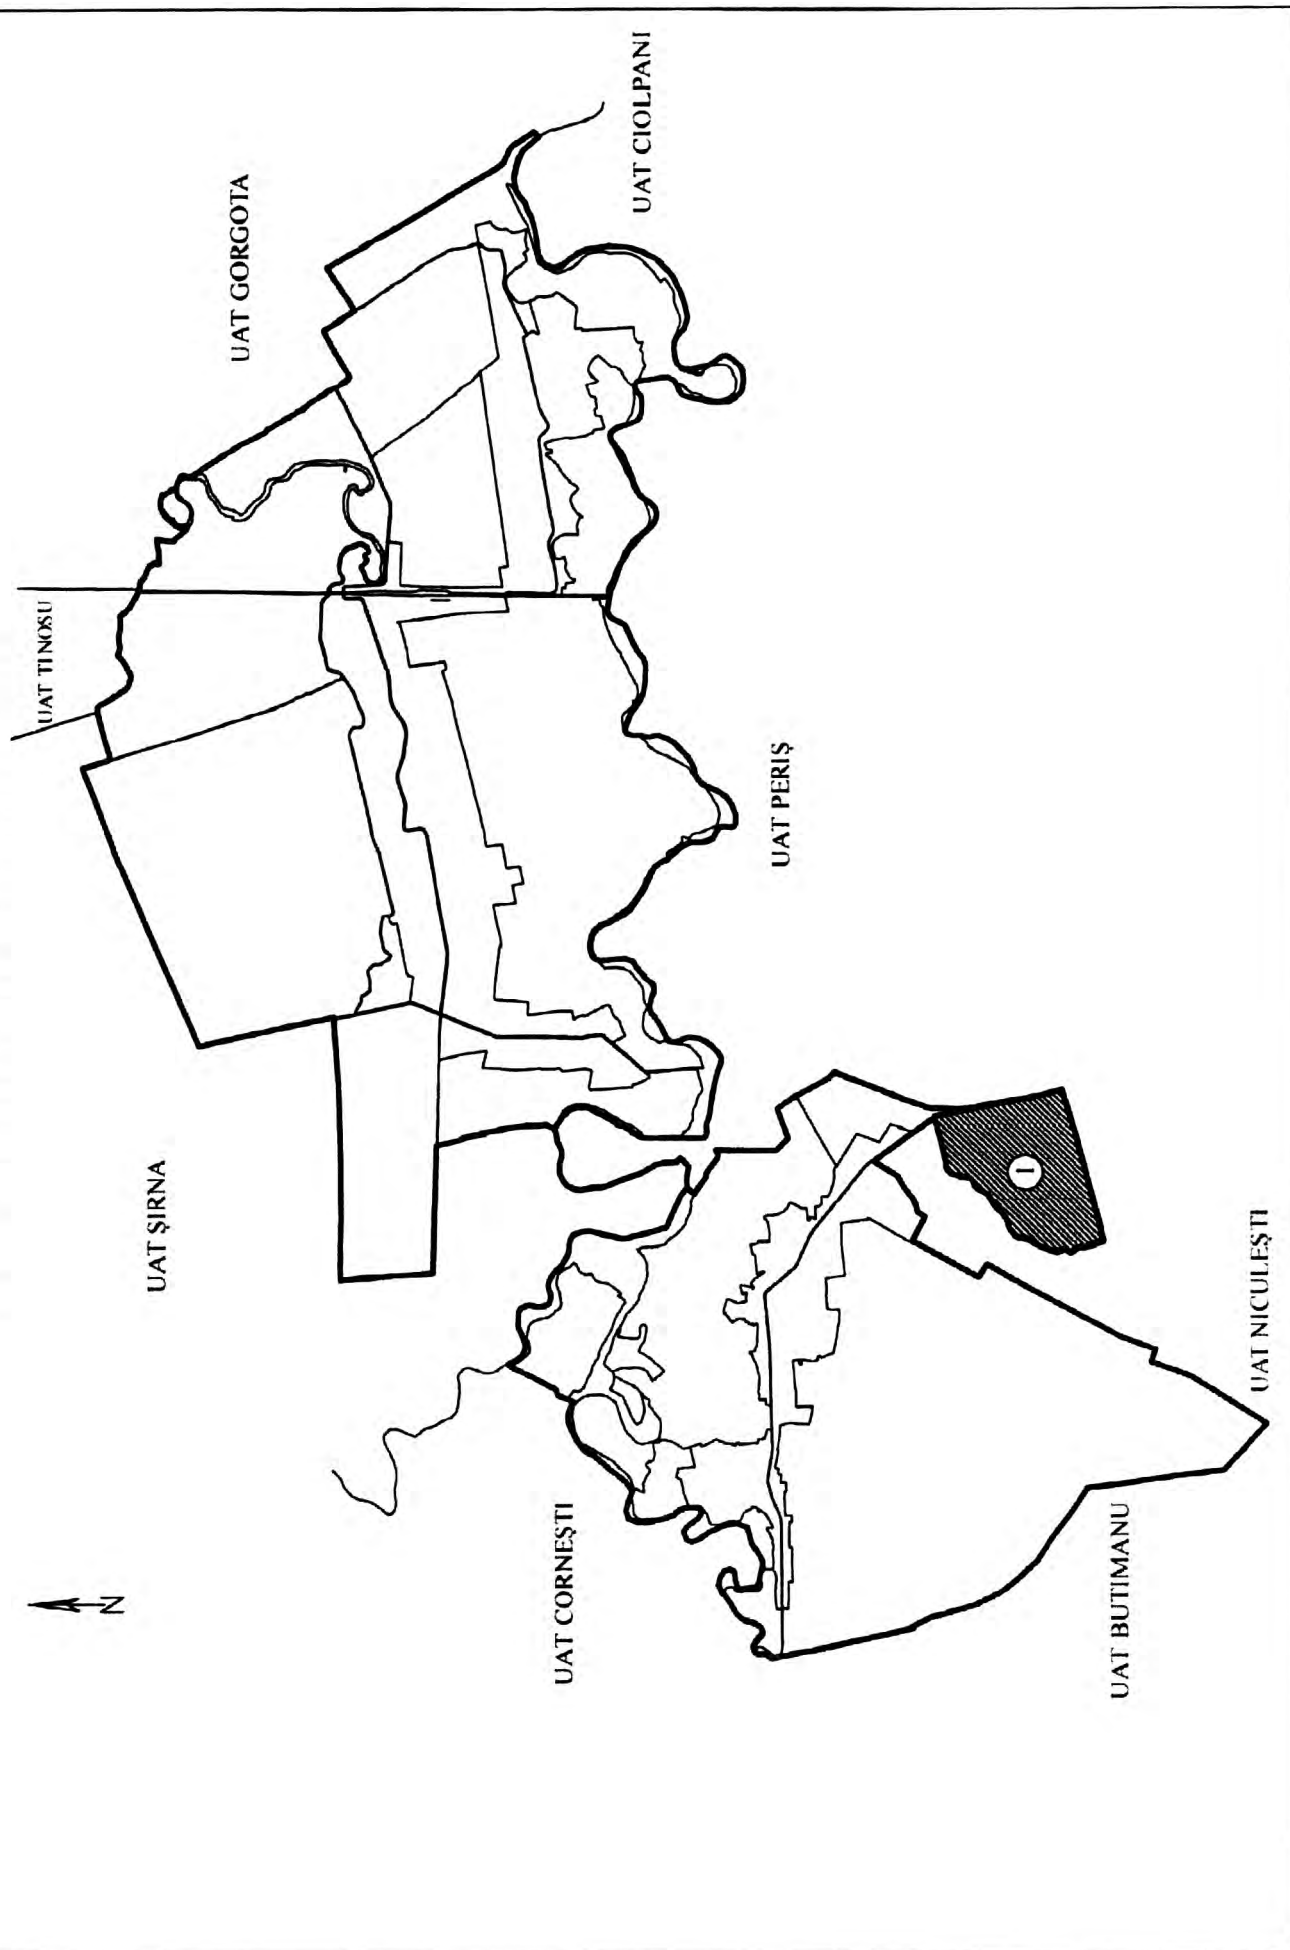 UAT TINOSU
UAT GORGOTA
UAT CIOLPANI
UAT ŞIRNA
UAT PERIŞ
N
UAT CORNEŞTI
1
UAT BUTIMANU
UAT NICULEŞTI